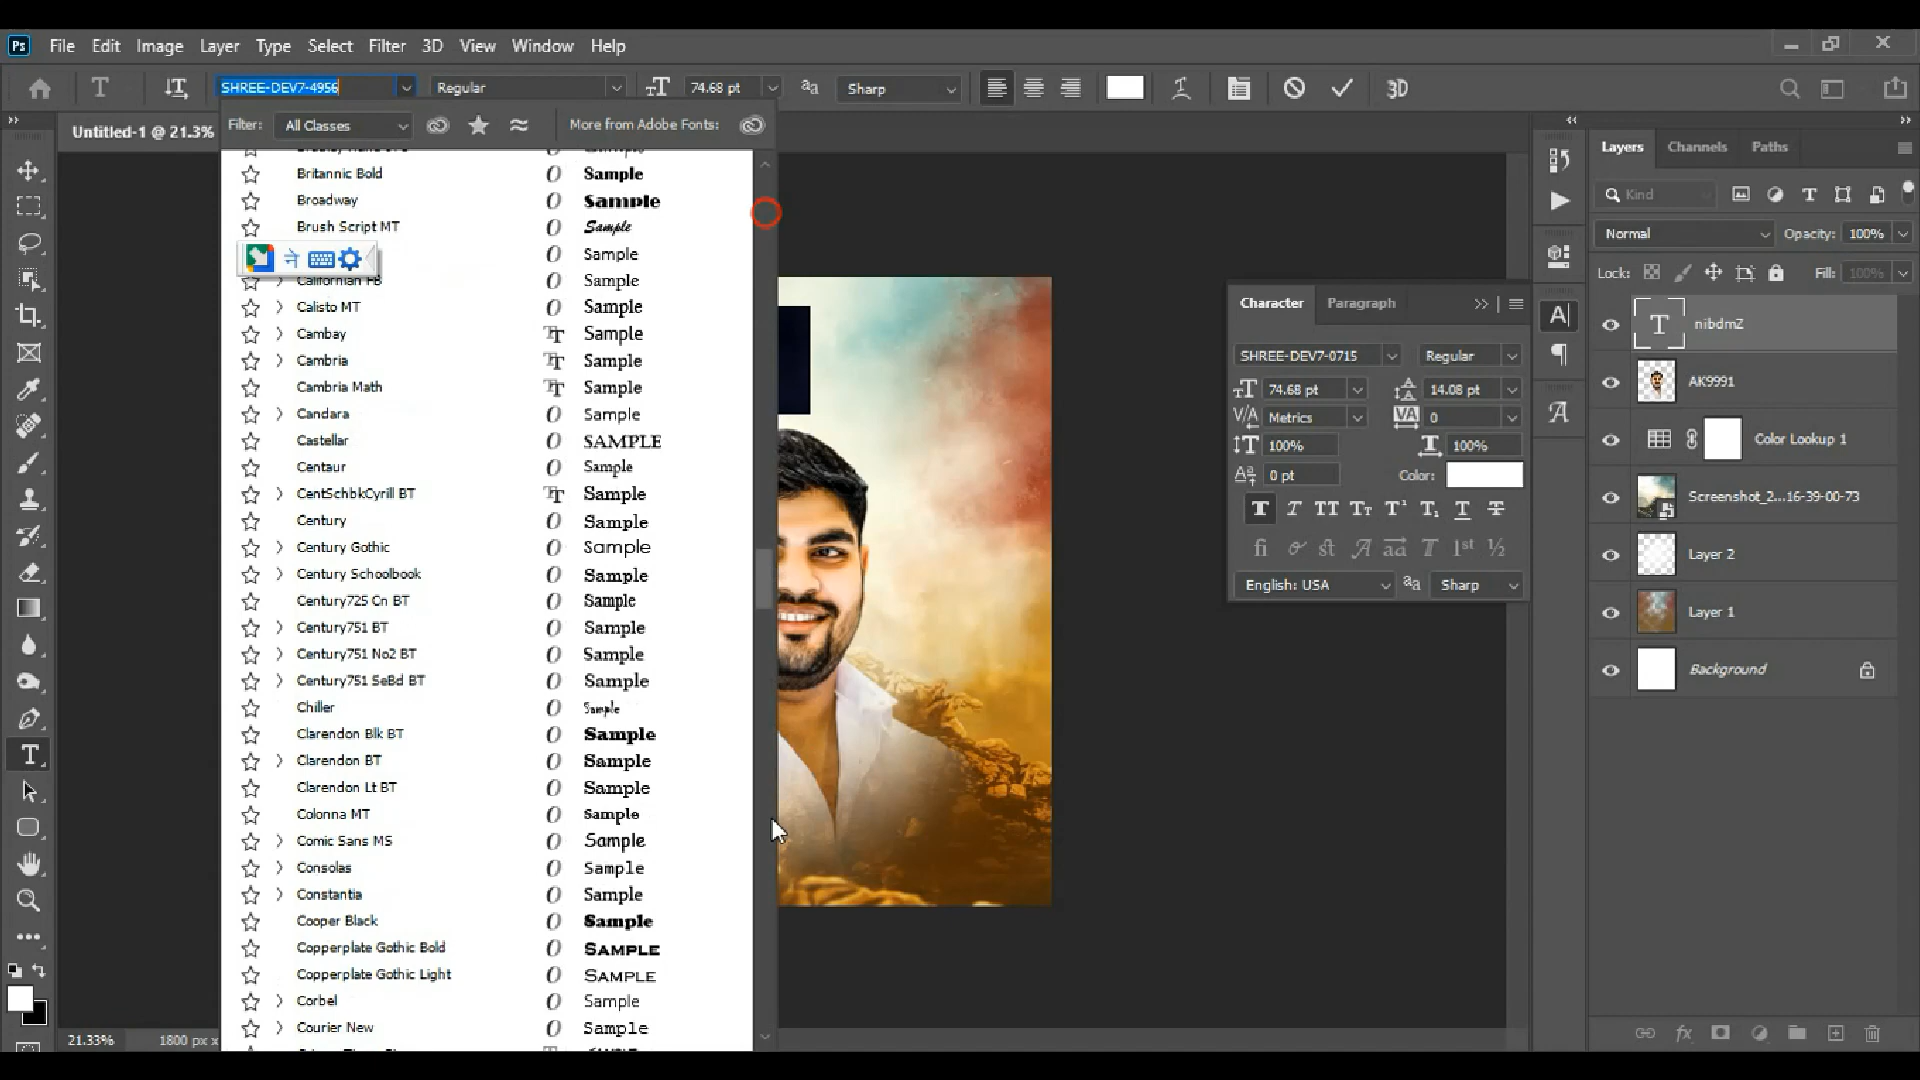 Ps File Edit Image Layer Type Select Filter 3D View Window Help
SHREE-DEV7-4956 Regular 74.68 pt Sharp 3D
Untitled-1 @ 21.3%
Filter: All Classes More from Adobe Fonts:
Britannic Bold Sample
Broadway Sample
Brush Script MT Sample
ने Sample
Californian FB Sample
Calisto MT Sample
Cambay Sample
Cambria Sample
Cambria Math Sample
Candara Sample
Castellar SAMPLE
Centaur Sample
CentSchbkCyrill BT Sample
Century Sample
Century Gothic Sample
Century Schoolbook Sample
Century725 Cn BT Sample
Century751 BT Sample
Century751 No2 BT Sample
Century751 SeBd BT Sample
Chiller Sample
Clarendon Blk BT Sample
Clarendon BT Sample
Clarendon Lt BT Sample
Colonna MT Sample
Comic Sans MS Sample
Consolas Sample
Constantia Sample
Cooper Black Sample
Copperplate Gothic Bold SAMPLE
Copperplate Gothic Light SAMPLE
Corbel Sample
Courier New Sample
21.33% 1800 px x
Character Paragraph
SHREE-DEV7-0715 Regular
74.68 pt 14.08 pt
Metrics 0
100% 100%
0 pt Color:
English: USA Sharp
Layers Channels Paths
Kind
Normal Opacity: 100%
Lock: Fill: 100%
nibdmZ
AK9991
Color Lookup 1
Screenshot_2...16-39-00-73
Layer 2
Layer 1
Background
fx